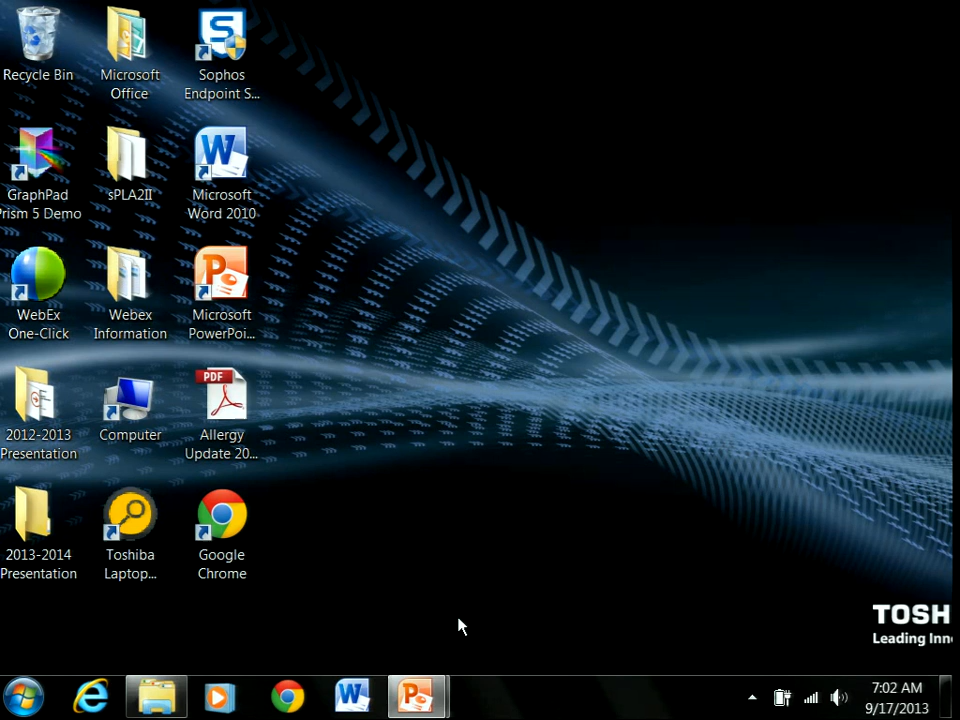 Recycle Bin
Microsoft
Office
Sophos
Endpoint S...
GraphPad
Prism 5 Demo
sPLA2II
Microsoft
Word 2010
WebEx
One-Click
Webex
Information
Microsoft
PowerPoi...
2012-2013
Presentation
Computer
PDF
Allergy
Update 20...
2013-2014
Presentation
Toshiba
Laptop...
Google
Chrome
TOSH
Leading Inn
7:02 AM
9/17/2013